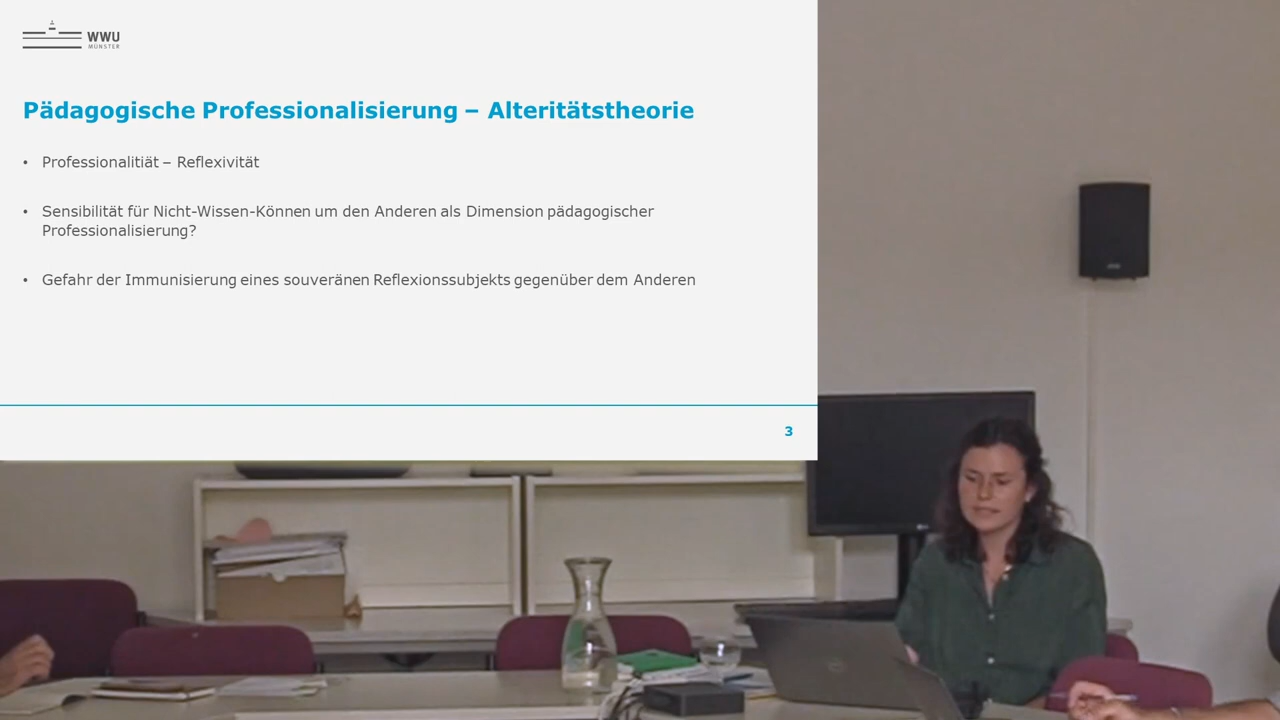 WWU
MÜNSTER
Pädagogische Professionalisierung – Alteritätstheorie
• Professionalitiät – Reflexivität
• Sensibilität für Nicht-Wissen-Können um den Anderen als Dimension pädagogischer
Professionalisierung?
• Gefahr der Immunisierung eines souveränen Reflexionssubjekts gegenüber dem Anderen
3